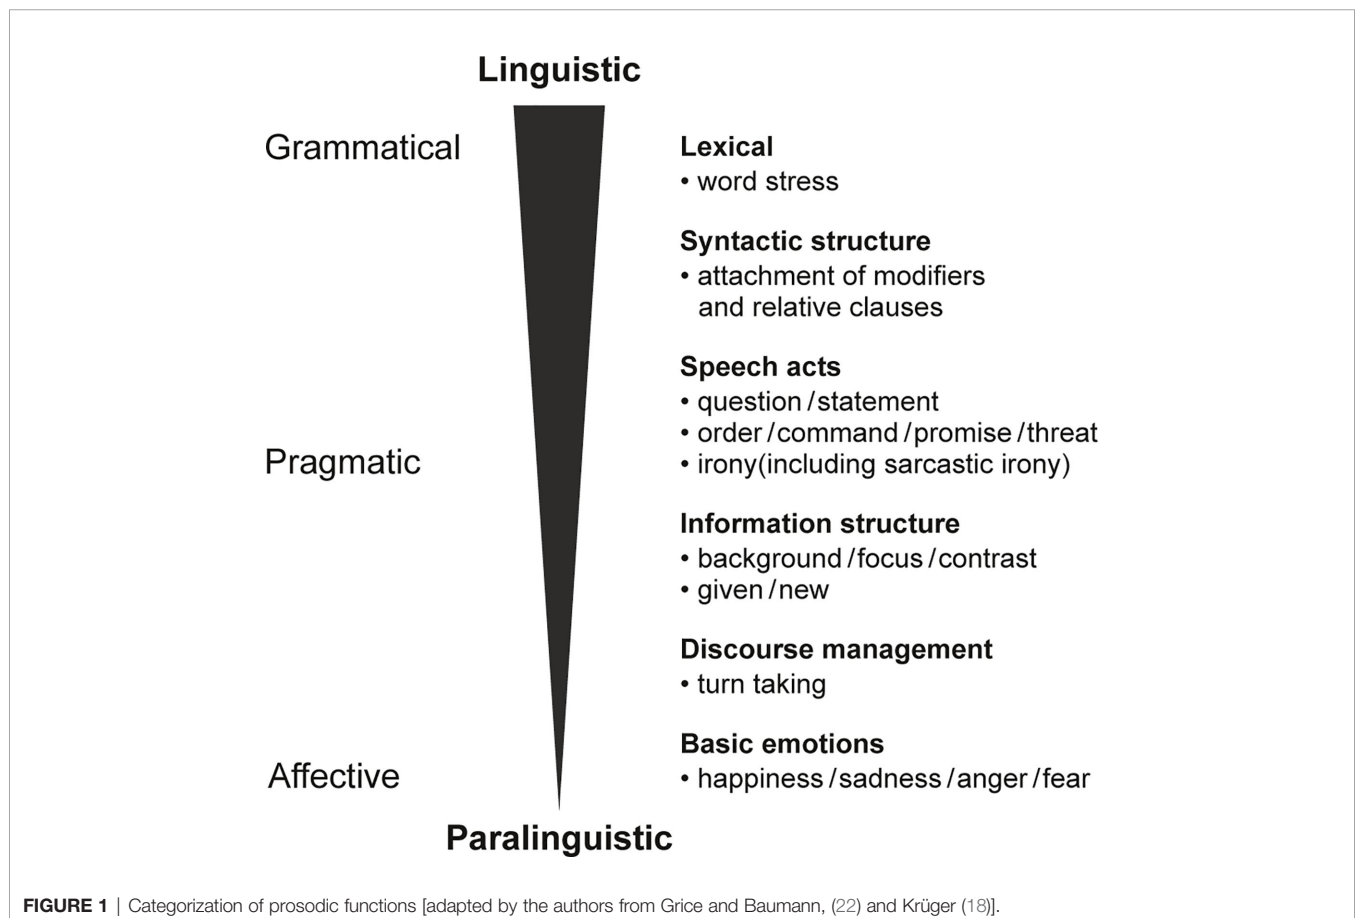 Linguistic
Grammatical
Lexical
• word stress
Syntactic structure
• attachment of modifiers
and relative clauses
Speech acts
• question/statement
• order/command/promise/threat
Pragmatic
• irony(including sarcastic irony)
Information structure
• background/focus/contrast
• given/new
Discourse management
• turn taking
Basic emotions
Affective
• happiness/sadness/anger/fear
Paralinguistic
FIGURE 1 | Categorization of prosodic functions [adapted by the authors from Grice and Baumann, (22) and Krüger (18)].